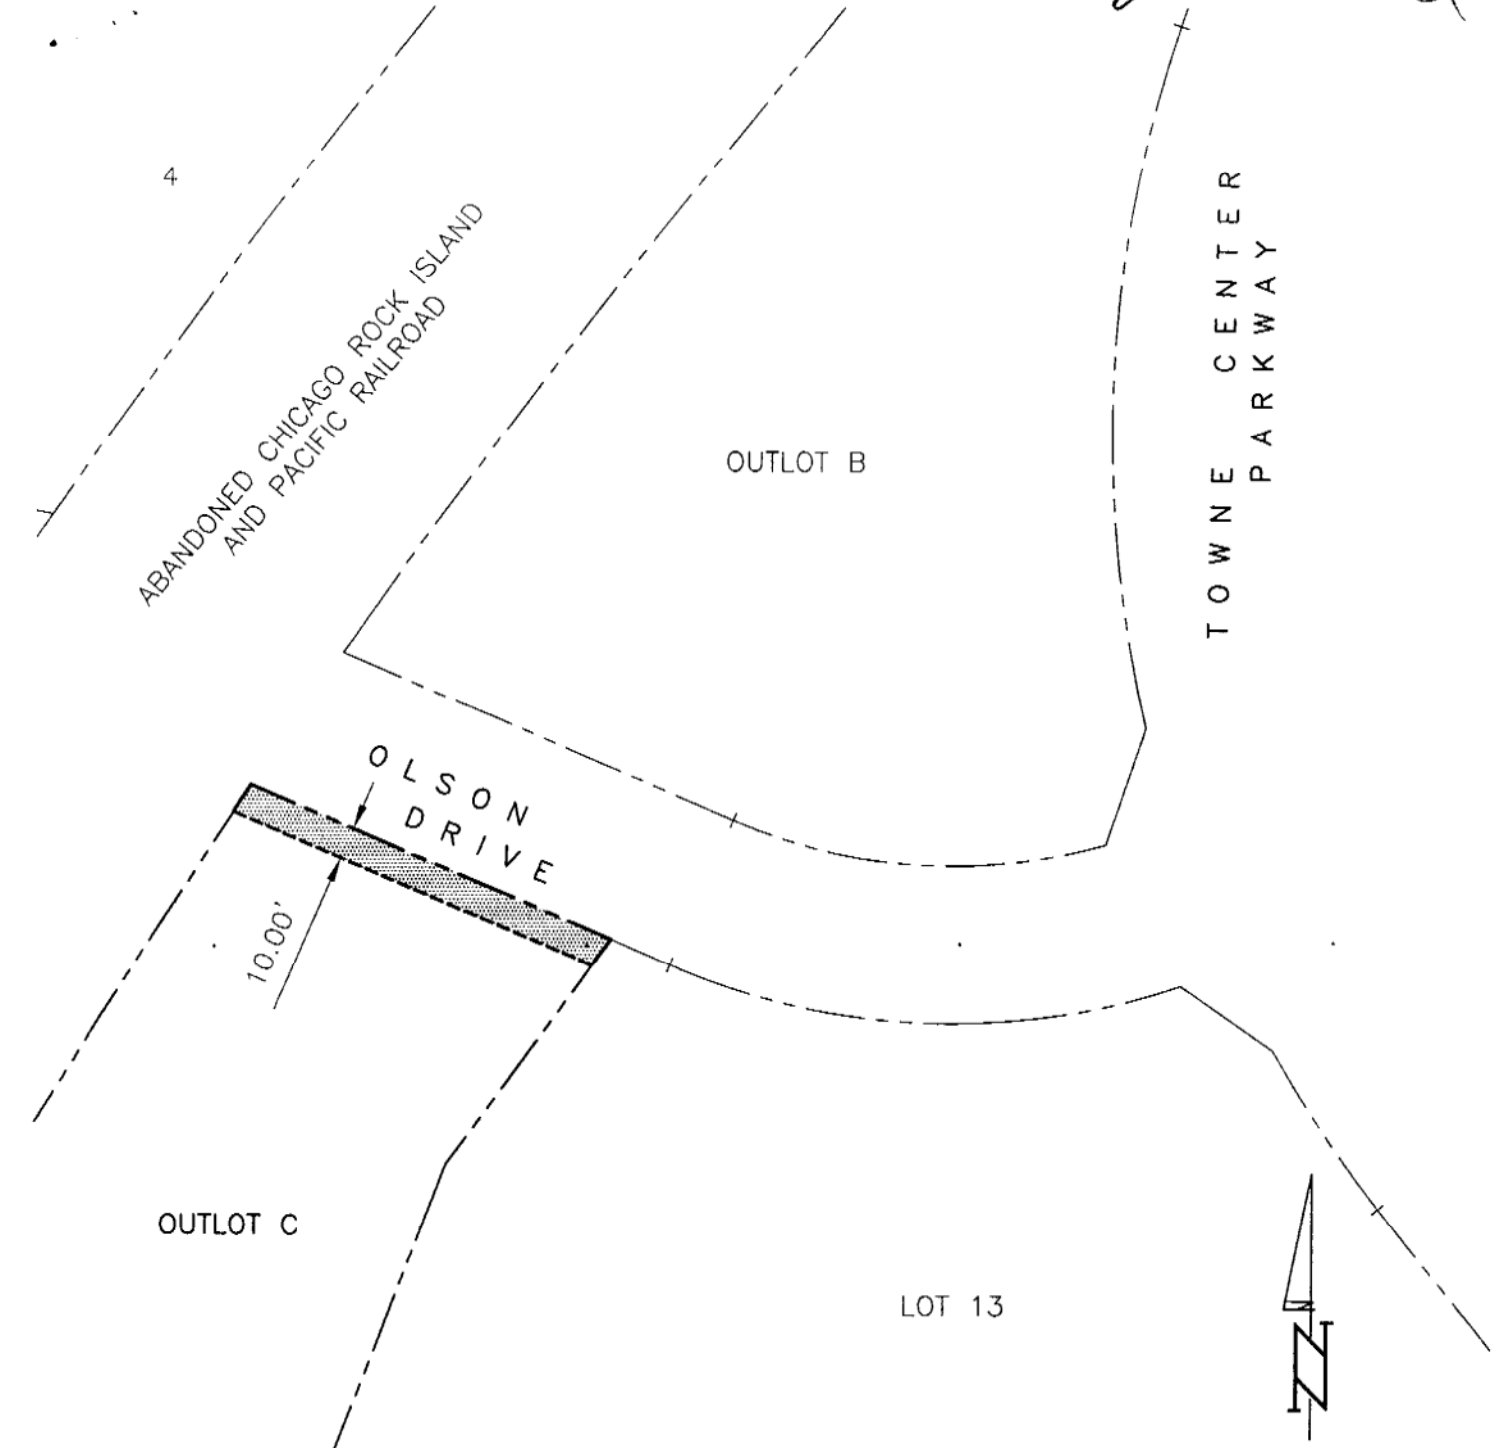 4
ABANDONED CHICAGO ROCK ISLAND
AND PACIFIC RAILROAD
OUTLOT B
TOWNE CENTER
PARKWAY
OLSON
DRIVE
10.00'
OUTLOT C
LOT 13
N